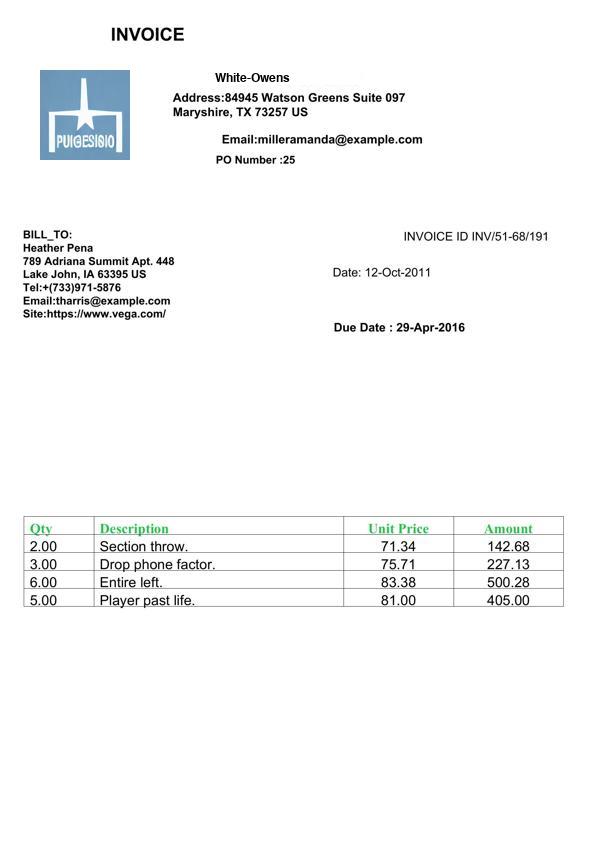 INVOICE
White-Owens
Address:84945 Watson Greens Suite 097
Maryshire, TX 73257 US
PUIGESIBIO
Email:milleramanda@example.com
PO Number :25
BILL_TO:
Heather Pena
789 Adriana Summit Apt. 448
Lake John, IA 63395 US
Tel:+(733)971-5876
Email:tharris@example.com
Site:https://www.vega.com/
INVOICE ID INV/51-68/191
Date: 12-Oct-2011
Due Date : 29-Apr-2016
Qty Description Unit Price Amount
2.00 Section throw. 71.34 142.68
3.00 Drop phone factor. 75.71 227.13
6.00 Entire left. 83.38 500.28
5.00 Player past life. 81.00 405.00